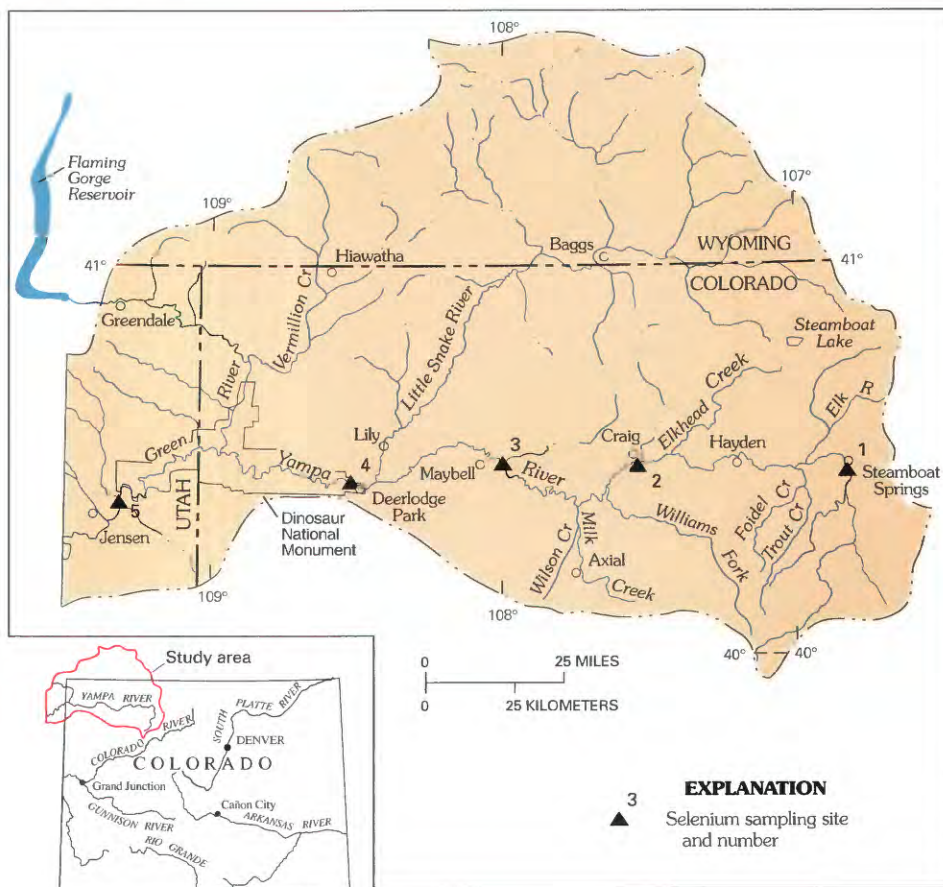 108°
Flaming
Gorge
Reservoir
107°
109°
Baggs
WYOMING
41°
Hiawatha
41°
COLORADO
Vermillion Cr
Greendale
Little Snake River
Steamboat
Lake
River
Elkhead Creek
Elk R
Green
Lily
3
Craig
Hayden
1
Yampa
4
Maybell
River
2
Steamboat
Springs
Deerlodge
Park
5
UTAH
Foidel Cr
Trout Cr
Jensen
Dinosaur
National
Monument
Williams
Fork
Wilson Cr
Milk
Creek
Axial
109°
108°
40°
40°
Study area
0 25 MILES
0 25 KILOMETERS
YAMPA RIVER
SOUTH PLATTE RIVER
COLORADO RIVER
DENVER
COLORADO
Grand Junction
Cañon City
GUNNISON RIVER
ARKANSAS RIVER
RIO GRANDE
EXPLANATION
3
Selenium sampling site
and number